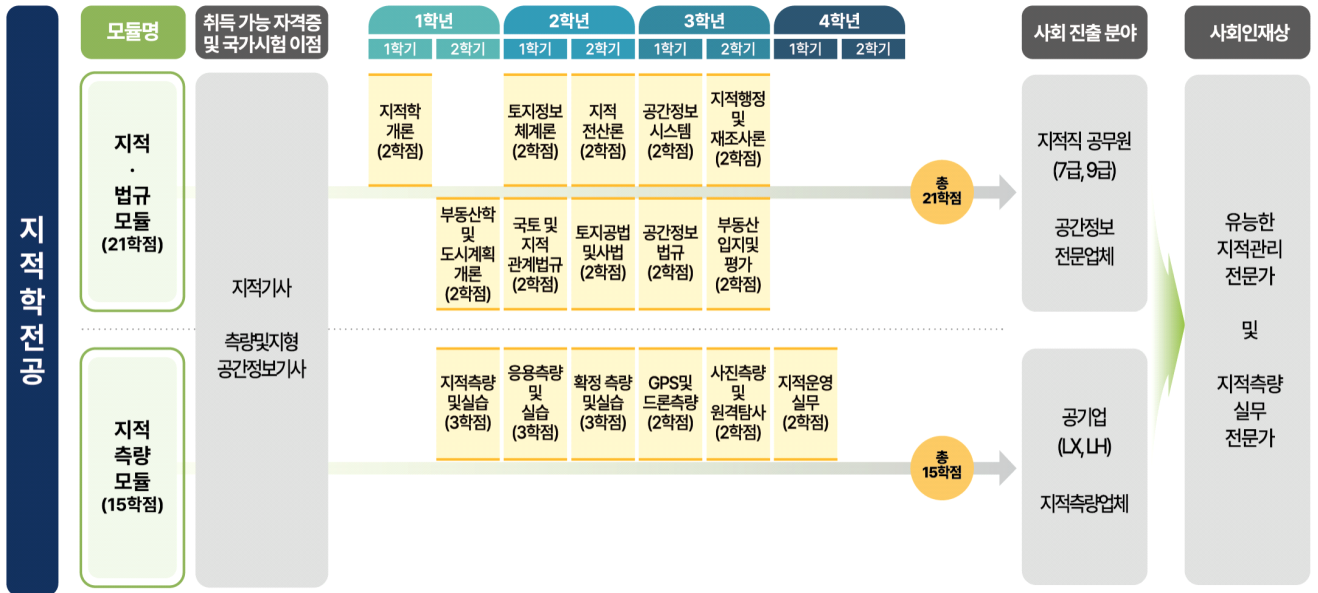 지적학전공
모듈명
취득 가능 자격증
및 국가시험 이점
1학년
2학년
3학년
4학년
1학기
2학기
1학기
2학기
1학기
2학기
1학기
2학기
사회 진출 분야
사회인재상
지적
·
법규
모듈
(21학점)
지적학
개론
(2학점)
토지정보
체계론
(2학점)
지적
전산론
(2학점)
공간정보
시스템
(2학점)
지적행정
및
재조사론
(2학점)
부동산학
및
도시계획
개론
(2학점)
국토 및
지적
관계법규
(2학점)
토지공법
및사법
(2학점)
공간정보
법규
(2학점)
부동산
입지및
평가
(2학점)
총
21학점
지적직 공무원
(7급, 9급)
공간정보
전문업체
지적기사
측량및지형
공간정보기사
지적
측량
모듈
(15학점)
지적측량
및실습
(3학점)
응용측량
및
실습
(3학점)
확정 측량
및실습
(3학점)
GPS및
드론측량
(2학점)
사진측량
및
원격탐사
(2학점)
지적운영
실무
(2학점)
총
15학점
공기업
(LX, LH)
지적측량업체
유능한
지적관리
전문가
및
지적측량
실무
전문가